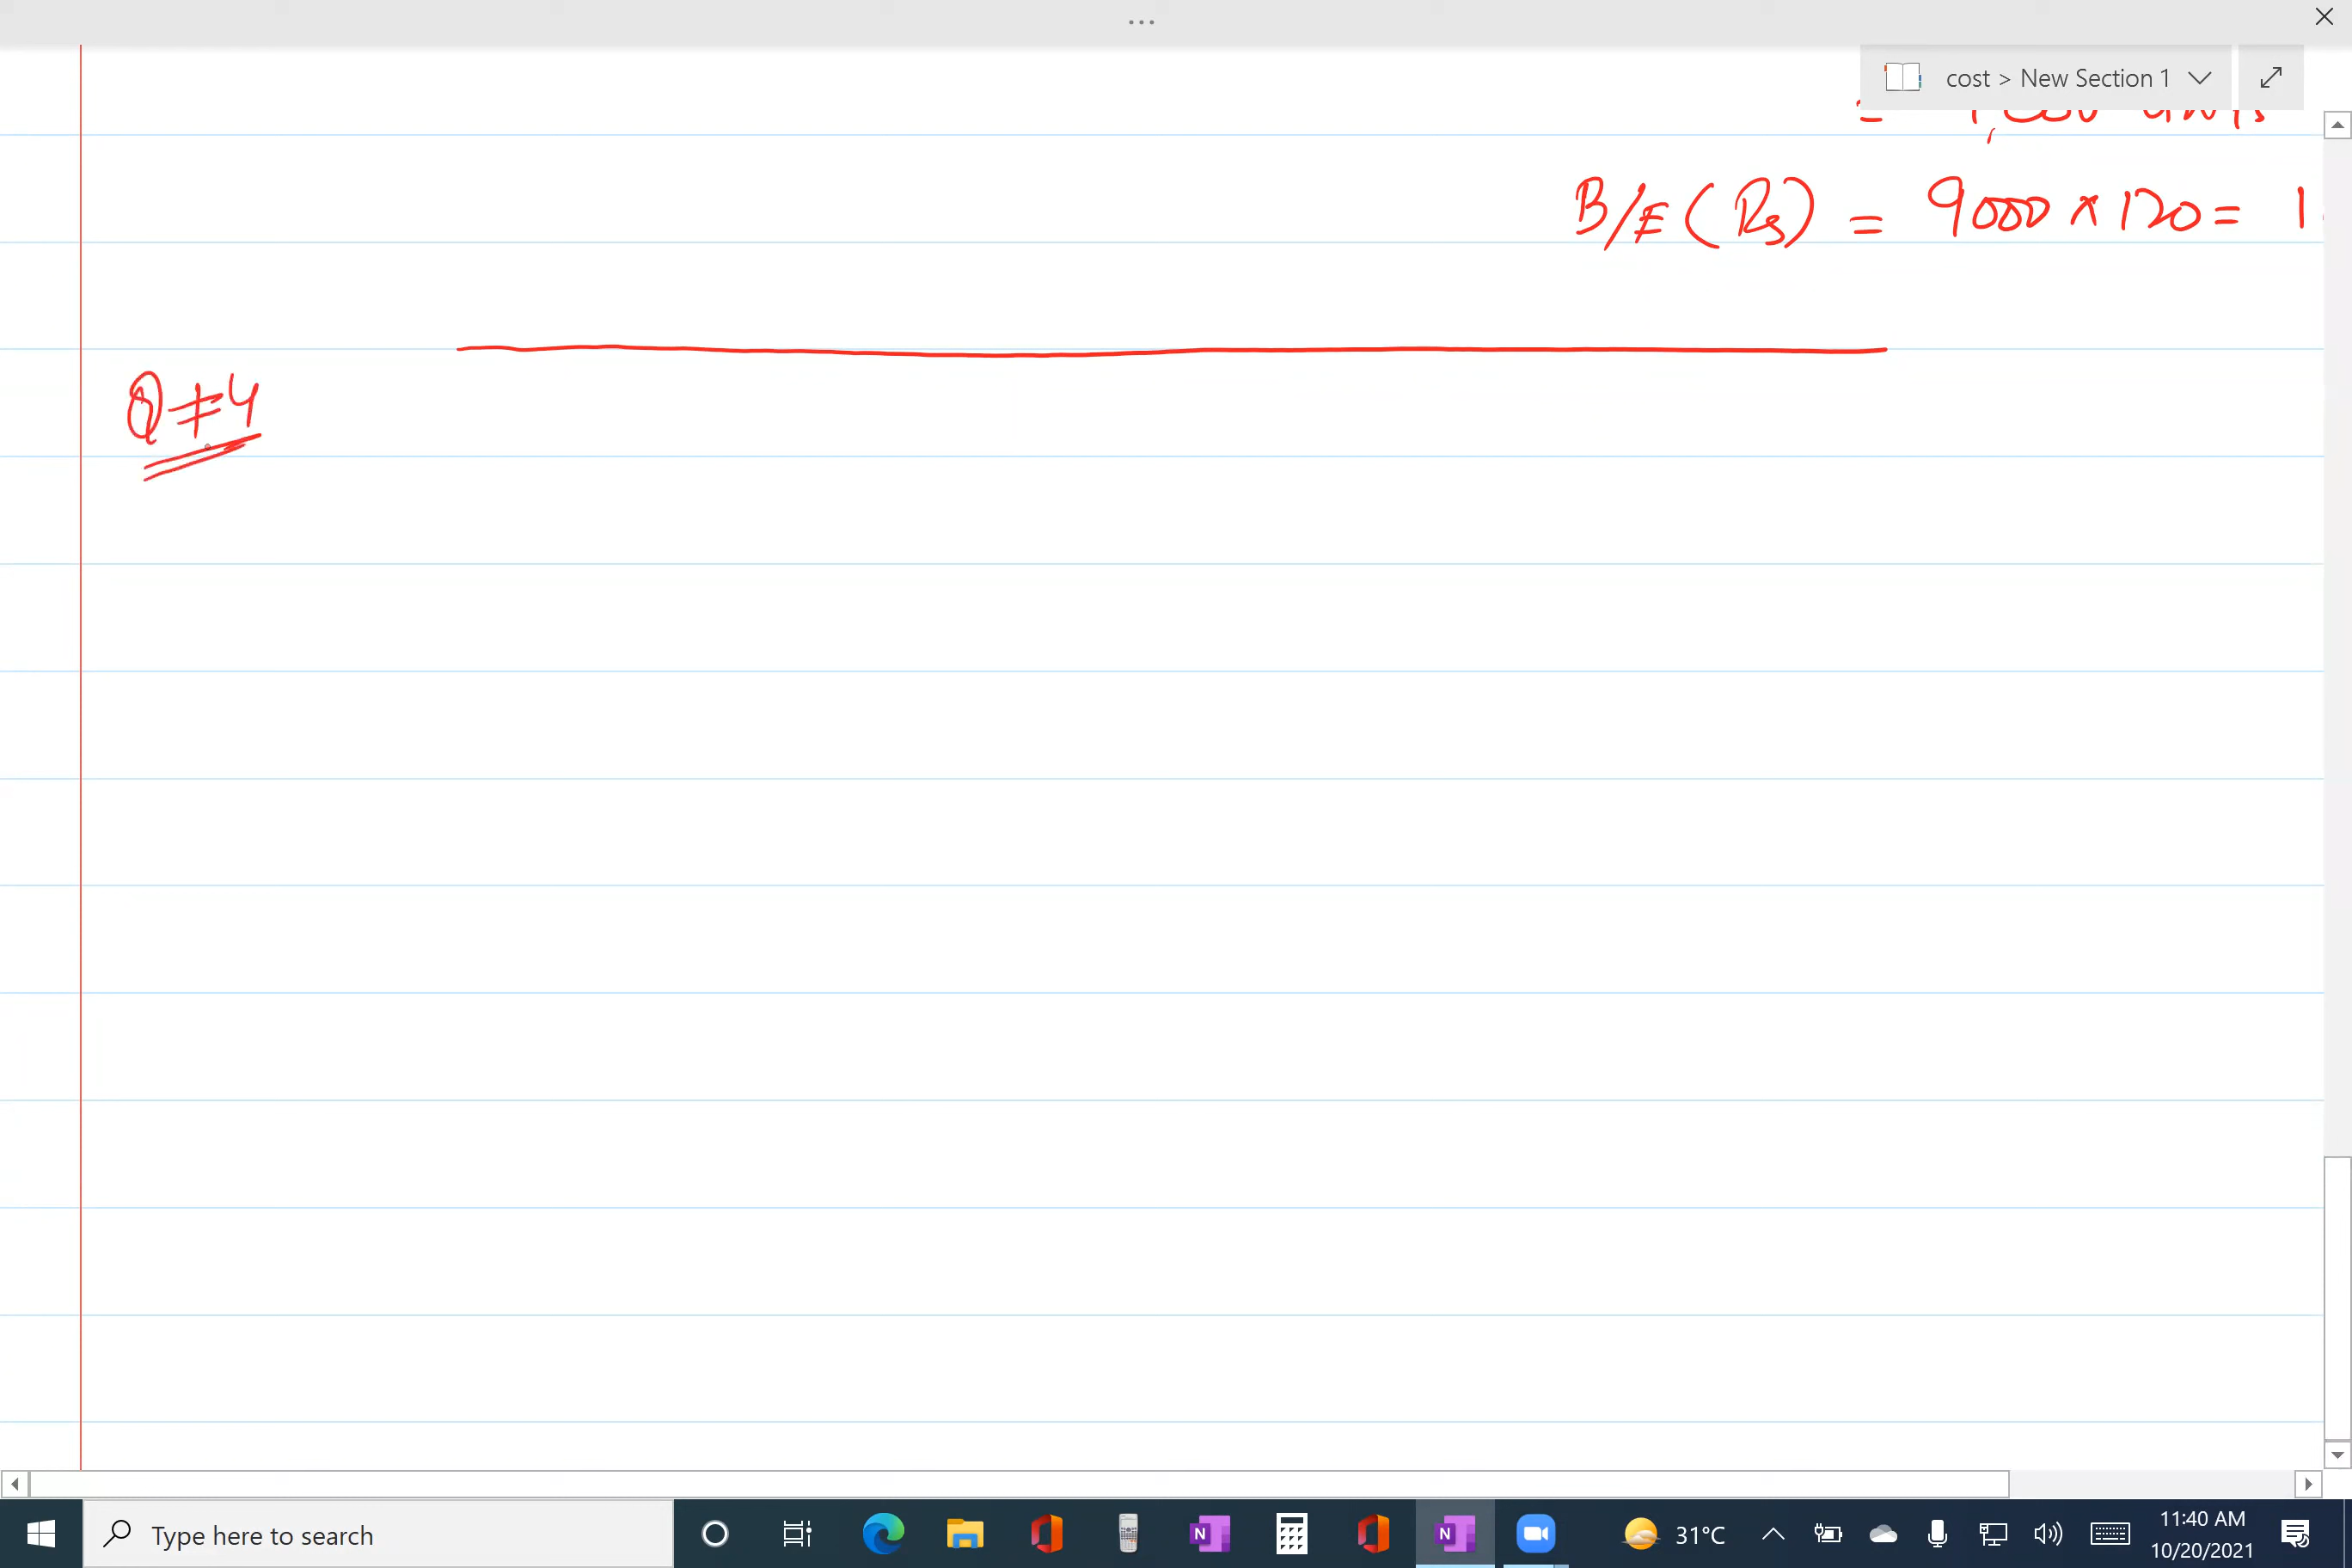 ...
cost > New Section 1
B/E (Rs) = 9000 x 120 = 1
Q#4
Type here to search
31°C
11:40 AM
10/20/2021